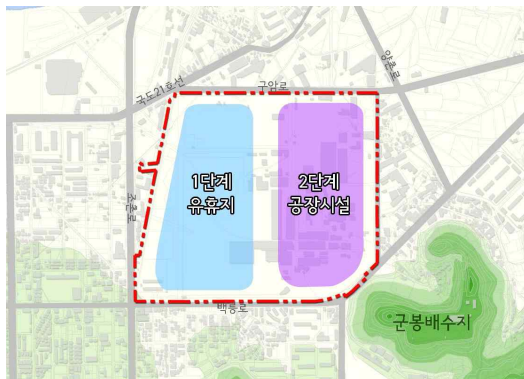 양촌로
구암로
국도21호선
1단계
유휴지
2단계
공장시설
백릉로
군봉배수지